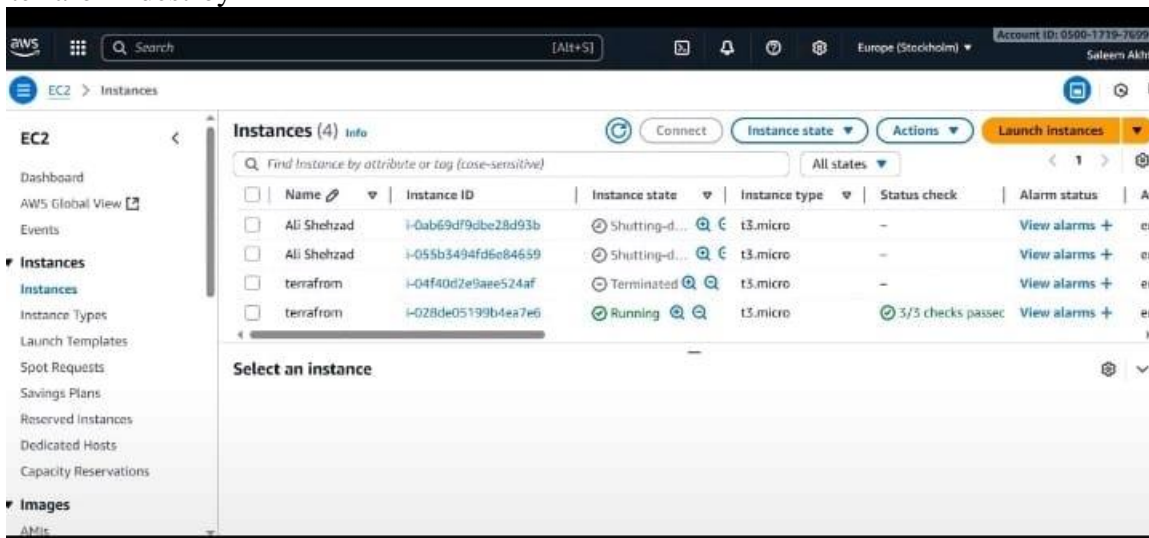 aws Search [Alt+S] Europe (Stockholm) Account ID: 0500-1719-7699
Saleem Akh
EC2 > Instances
EC2
Dashboard
AWS Global View
Events
Instances
Instances
Instance Types
Launch Templates
Spot Requests
Savings Plans
Reserved Instances
Dedicated Hosts
Capacity Reservations
Images
AMIs
Instances (4) Info Connect Instance state Actions Launch instances
Find Instance by attribute or tag (case-sensitive) All states 1
Name Instance ID Instance state Instance type Status check Alarm status A
Ali Shehzad i-0ab69df9dbe28d93b Shutting-d... t3.micro – View alarms +
Ali Shehzad i-055b3494fd6e84659 Shutting-d... t3.micro – View alarms +
terrafrom i-04f40d2e9aee524af Terminated t3.micro – View alarms +
terrafrom i-028de05199b4ea7e6 Running t3.micro 3/3 checks passec View alarms +
Select an instance